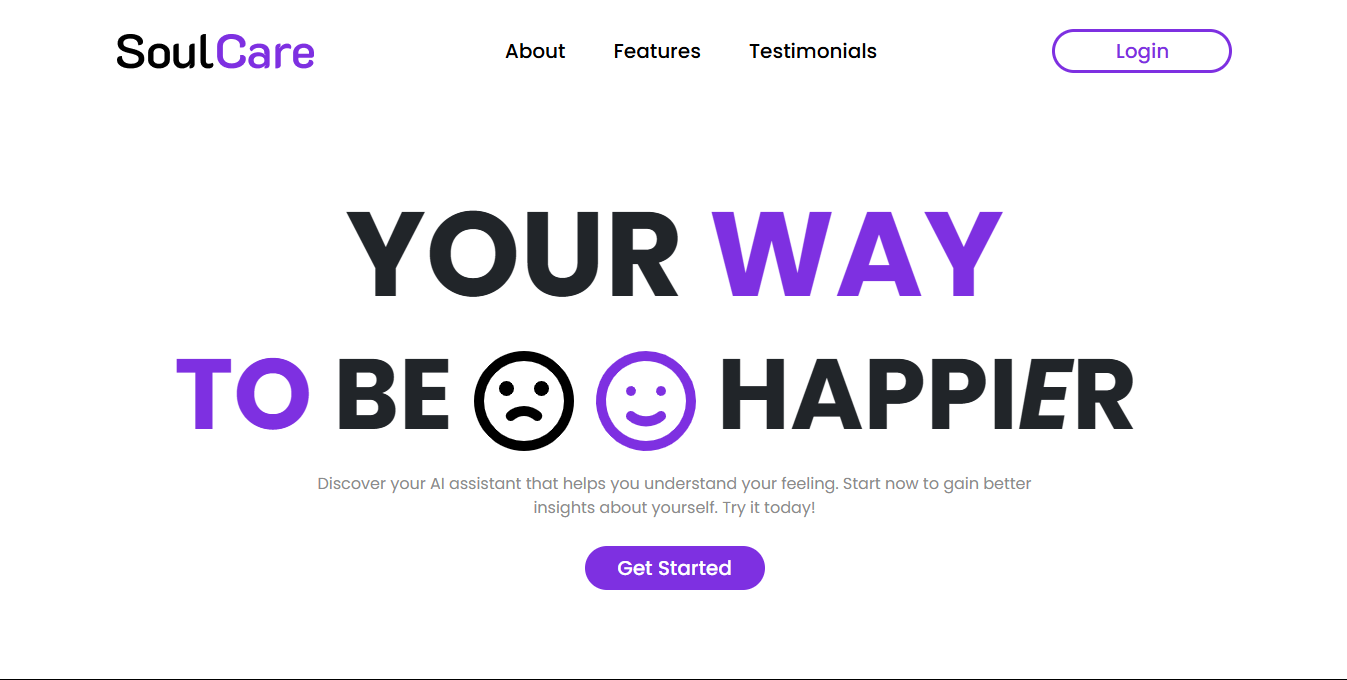 SoulCare
About Features Testimonials
Login
YOUR WAY
TO BE HAPPIER
Discover your AI assistant that helps you understand your feeling. Start now to gain better
insights about yourself. Try it today!
Get Started